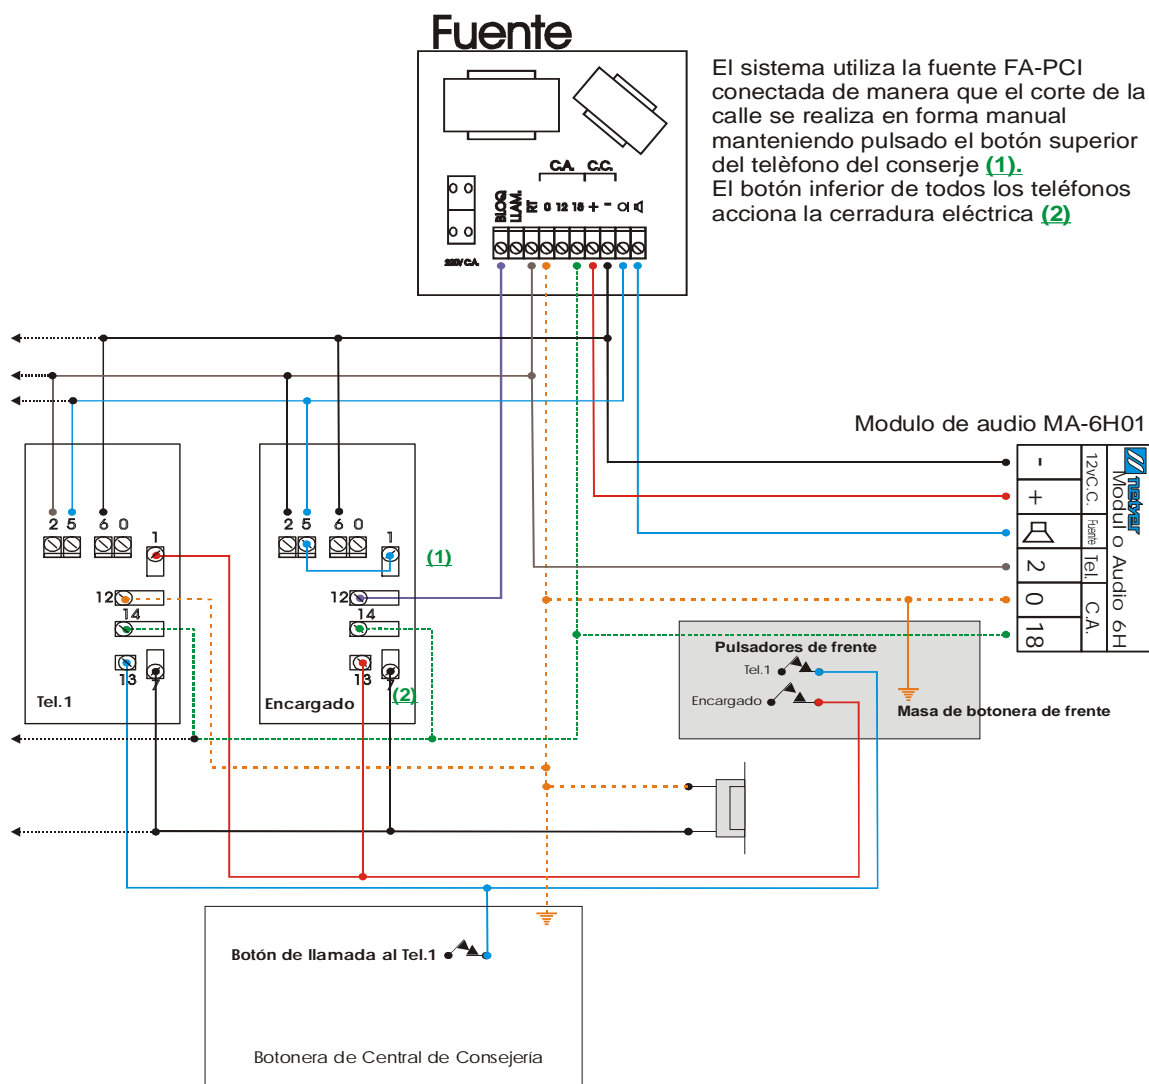 Fuente
El sistema utiliza la fuente FA-PCI
conectada de manera que el corte de la
calle se realiza en forma manual
manteniendo pulsado el botón superior
del telèfono del conserje (1).
El botón inferior de todos los teléfonos
acciona la cerradura eléctrica (2)
C.A. C.C.
BLOQ
LLAM.
RT 0 12 18 + -
220V C.A.
Modulo de audio MA-6H01
netyer
Modulo Audio 6H
12vC.C. Fuente Tel. C.A.
- + 2 0 18
2 5 6 0
1
12
14
13
7
Tel.1
2 5 6 0
1
(1)
12
14
13
7
(2)
Encargado
Pulsadores de frente
Tel.1
Encargado
Masa de botonera de frente
Botón de llamada al Tel.1
Botonera de Central de Consejería